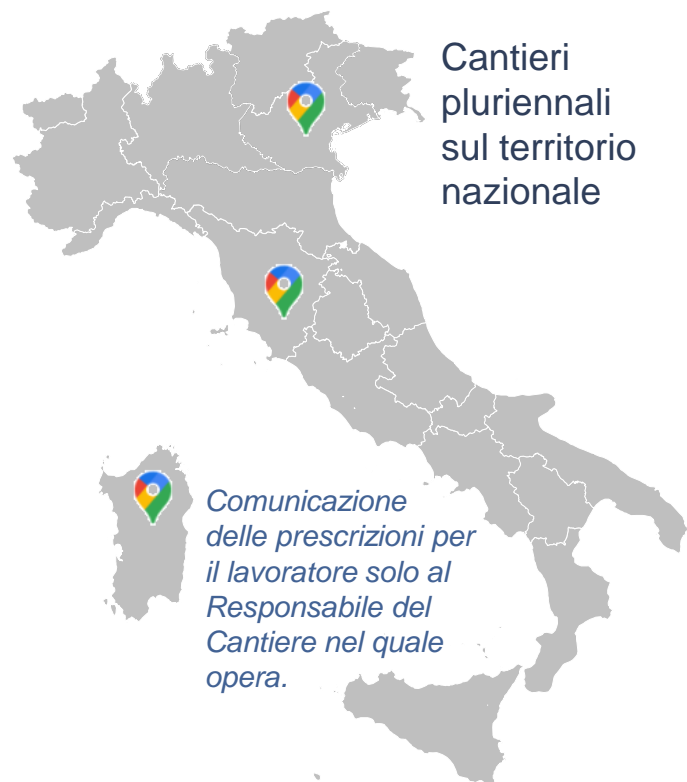 Cantieri
pluriennali
sul territorio
nazionale
Comunicazione
delle prescrizioni per
il lavoratore solo al
Responsabile del
Cantiere nel quale
opera.